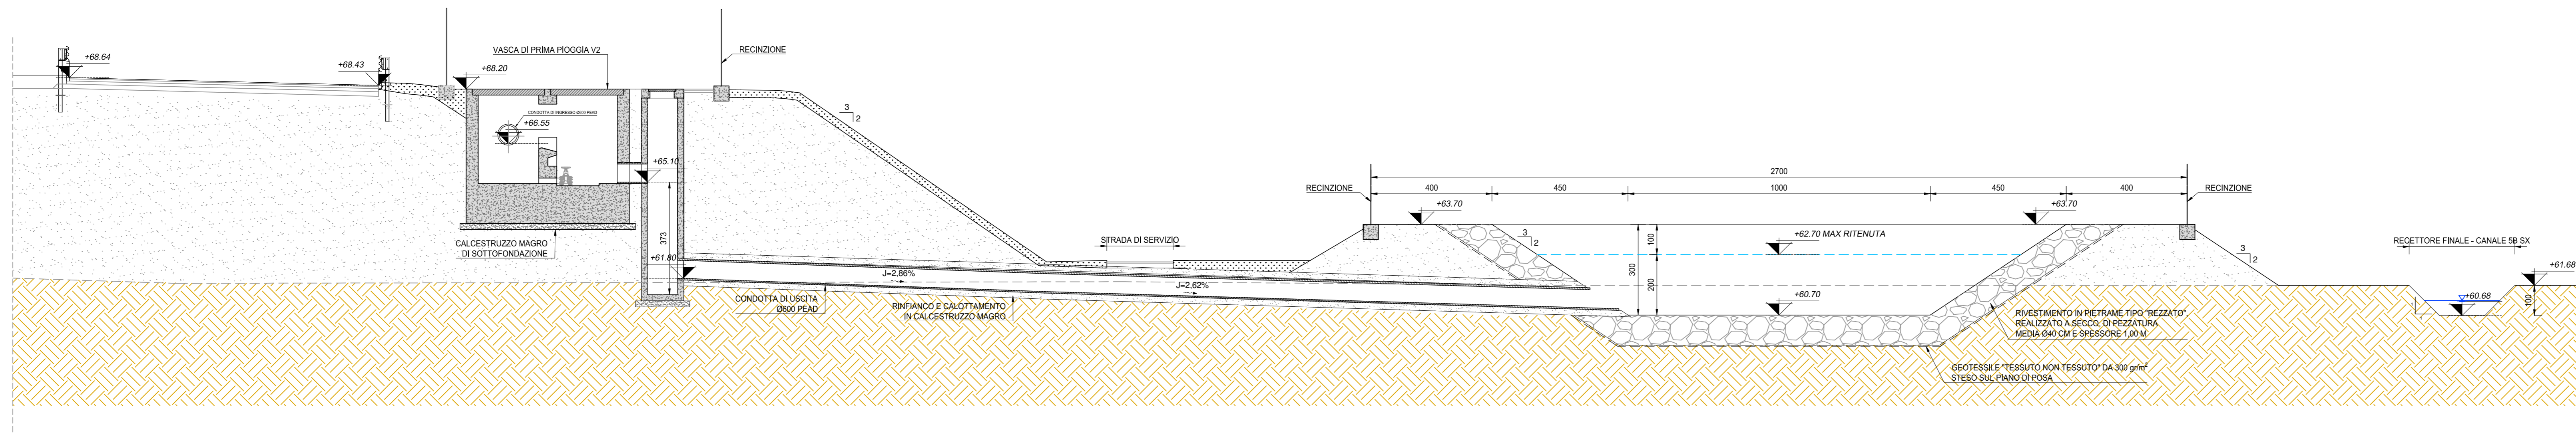 +68.64
+68.43
+68.20
VASCA DI PRIMA PIOGGIA V2
RECINZIONE
CONDOTTA DI INGRESSO Ø800 PEAD
+66.55
+65.10
373
+61.80
CALCESTRUZZO MAGRO
DI SOTTOFONDAZIONE
3
2
STRADA DI SERVIZIO
J=2,86%
J=2,62%
CONDOTTA DI USCITA
Ø600 PEAD
RINFIANCO E CALOTTAMENTO
IN CALCESTRUZZO MAGRO
2700
RECINZIONE
400
450
1000
450
400
RECINZIONE
+63.70
+63.70
3
2
300
100
200
+62.70 MAX RITENUTA
+60.70
3
2
RIVESTIMENTO IN PIETRAME TIPO "REZZATO",
REALIZZATO A SECCO, DI PEZZATURA
MEDIA Ø40 CM E SPESSORE 1,00 M
GEOTESSILE "TESSUTO NON TESSUTO" DA 300 gr/m²
STESO SUL PIANO DI POSA
RECETTORE FINALE - CANALE 5B SX
+61.68
+60.68
100